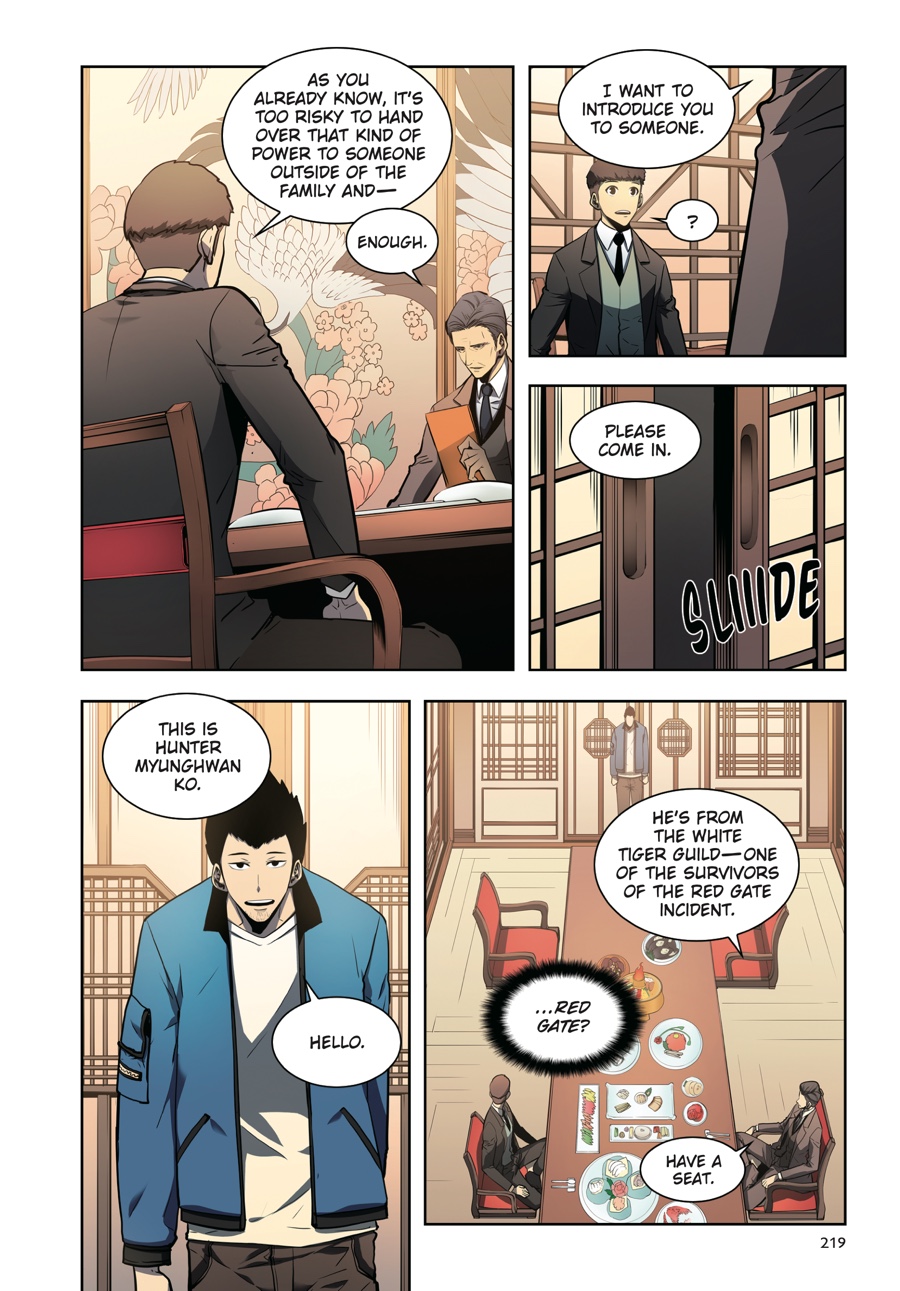 AS YOU
ALREADY KNOW, IT'S
TOO RISKY TO HAND
OVER THAT KIND OF
POWER TO SOMEONE
OUTSIDE OF THE
FAMILY AND—
ENOUGH.
I WANT TO
INTRODUCE YOU
TO SOMEONE.
?
PLEASE
COME IN.
SLIIIDE
THIS IS
HUNTER
MYUNGHWAN
KO.
HELLO.
HE'S FROM
THE WHITE
TIGER GUILD—ONE
OF THE SURVIVORS
OF THE RED GATE
INCIDENT.
...RED
GATE?
HAVE A
SEAT.
219